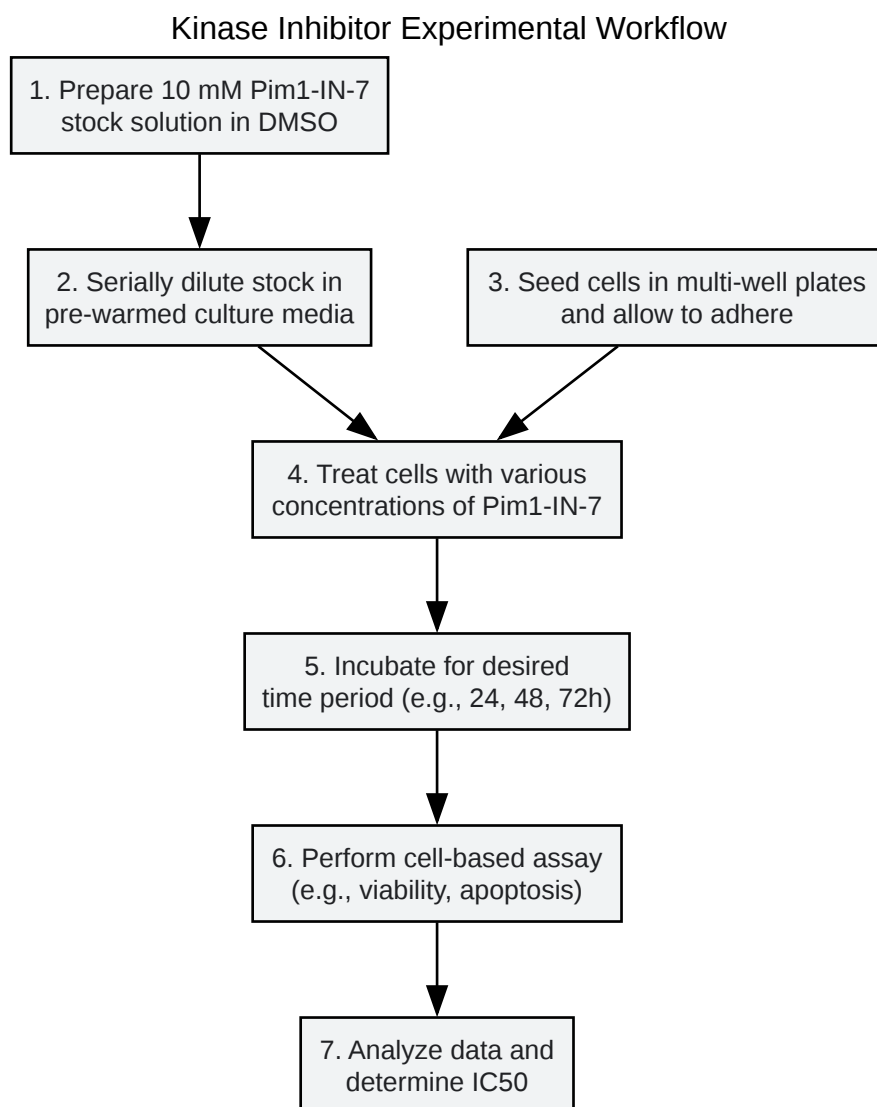 Kinase Inhibitor Experimental Workflow
1. Prepare 10 mM Pim1-IN-7
stock solution in DMSO
2. Serially dilute stock in
pre-warmed culture media
3. Seed cells in multi-well plates
and allow to adhere
4. Treat cells with various
concentrations of Pim1-IN-7
5. Incubate for desired
time period (e.g., 24, 48, 72h)
6. Perform cell-based assay
(e.g., viability, apoptosis)
7. Analyze data and
determine IC50